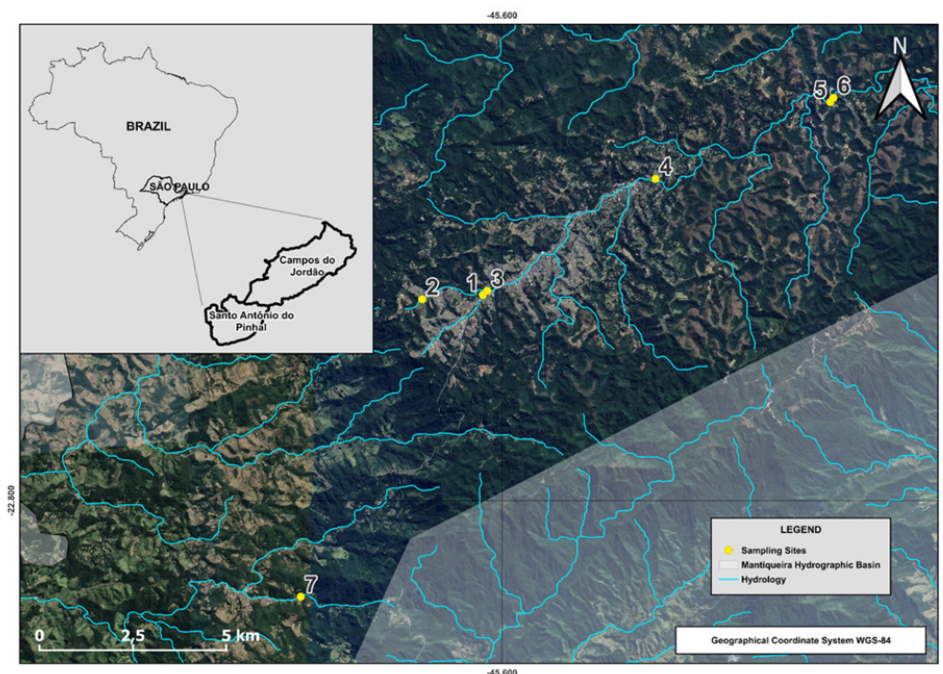 -45.600
N
BRAZIL
SÃO PAULO
Campos do
Jordão
Santo Antônio do
Pinhal
5
6
4
1
3
2
7
-22.800
LEGEND
Sampling Sites
Mantiqueira Hydrographic Basin
Hydrology
0 2,5 5 km
Geographical Coordinate System WGS-84
-45.600